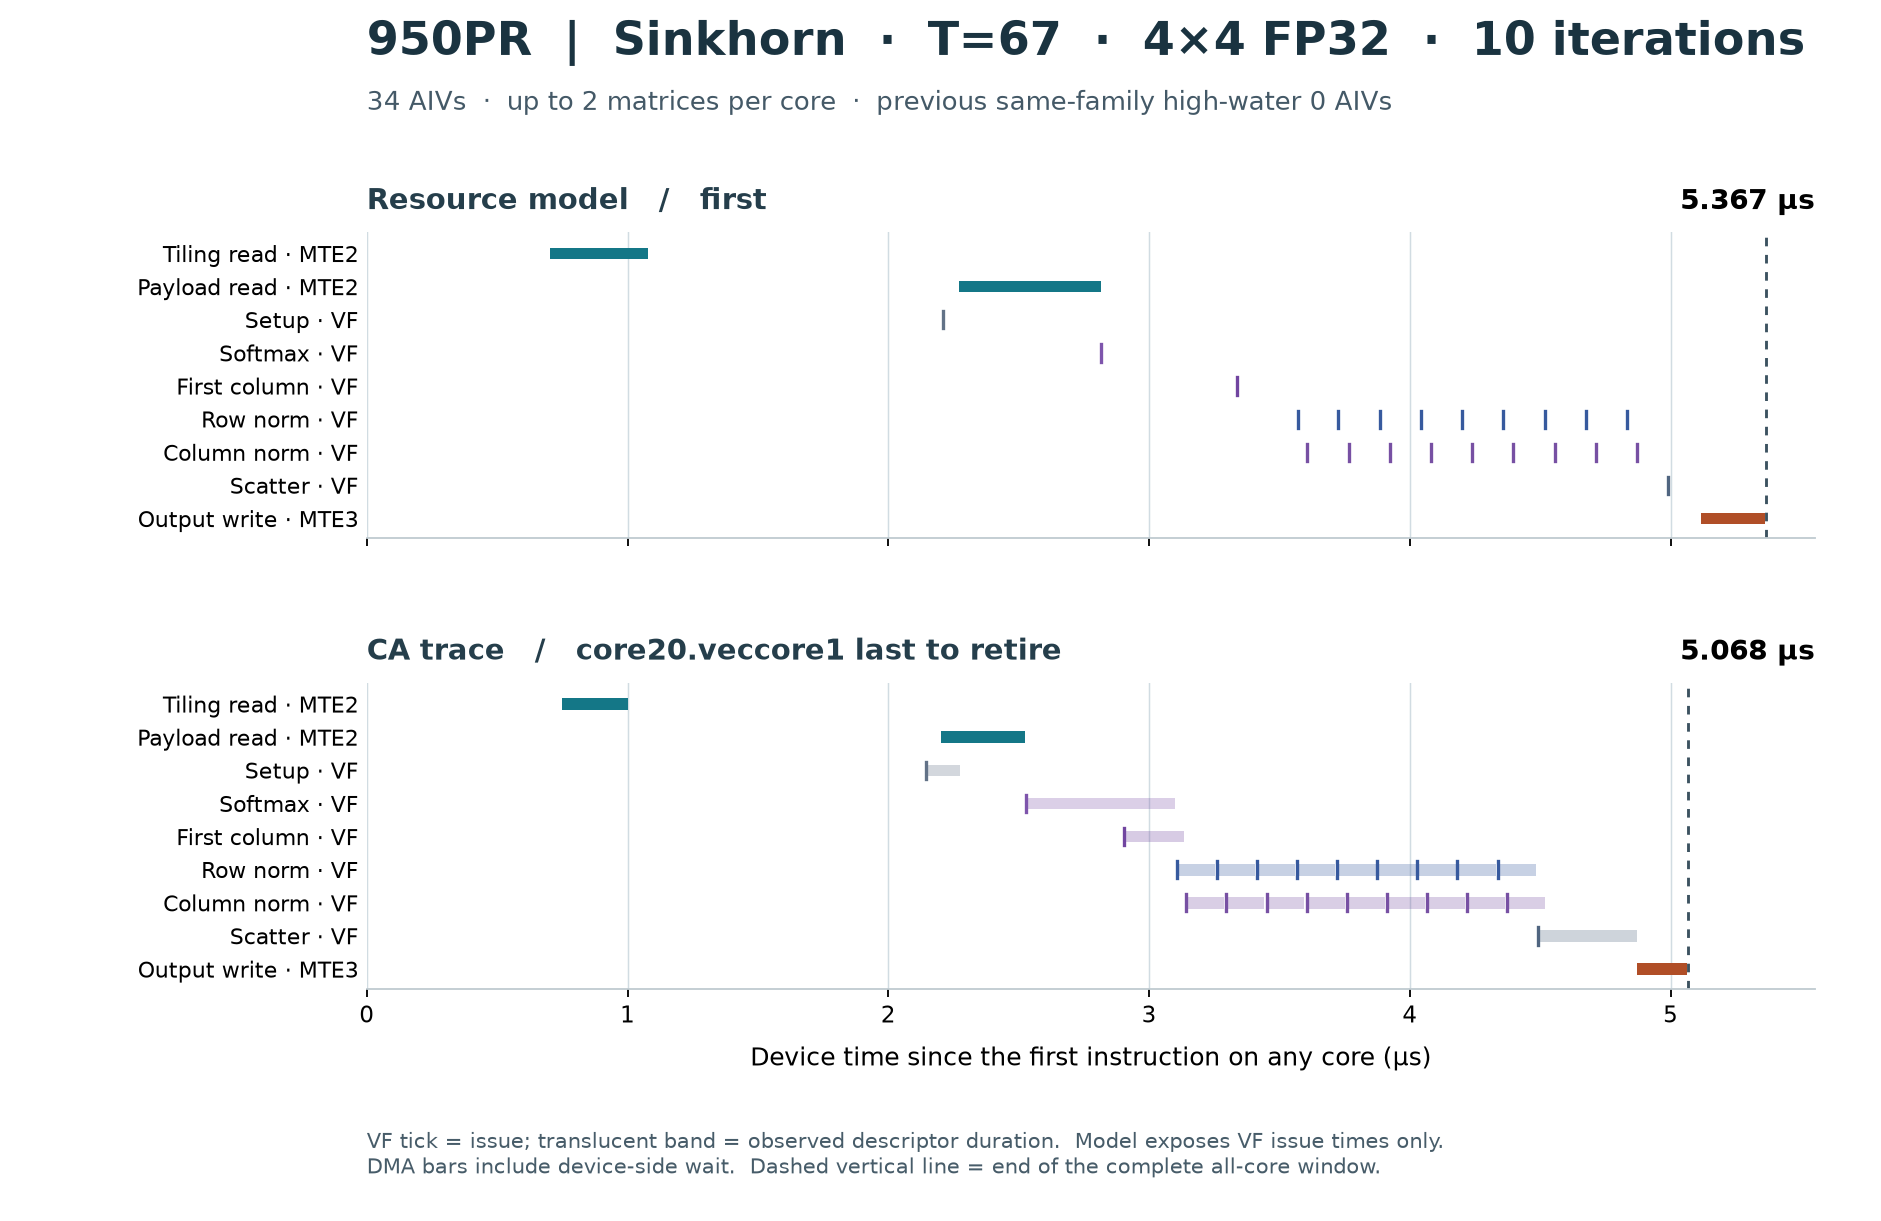 950PR | Sinkhorn · T=67 · 4×4 FP32 · 10 iterations
34 AIVs · up to 2 matrices per core · previous same-family high-water 0 AIVs
Resource model / first
5.367 µs
Tiling read · MTE2
Payload read · MTE2
Setup · VF
Softmax · VF
First column · VF
Row norm · VF
Column norm · VF
Scatter · VF
Output write · MTE3
CA trace / core20.veccore1 last to retire
5.068 µs
Tiling read · MTE2
Payload read · MTE2
Setup · VF
Softmax · VF
First column · VF
Row norm · VF
Column norm · VF
Scatter · VF
Output write · MTE3
0 1 2 3 4 5
Device time since the first instruction on any core (µs)
VF tick = issue; translucent band = observed descriptor duration. Model exposes VF issue times only.
DMA bars include device-side wait. Dashed vertical line = end of the complete all-core window.